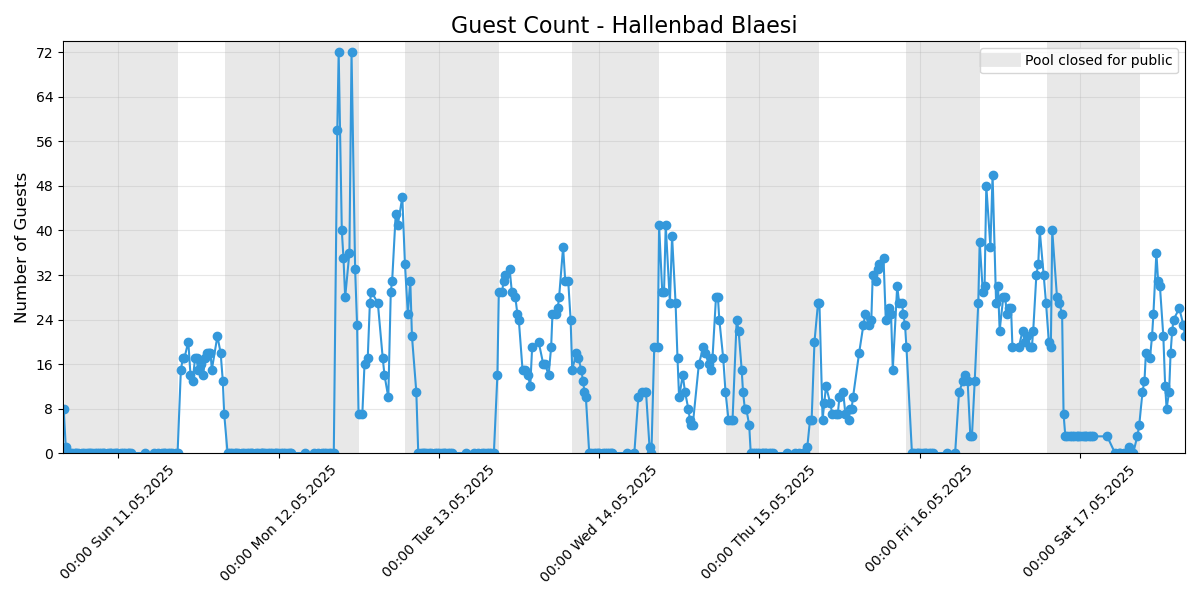 Guest Count - Hallenbad Blaesi
Pool closed for public
Number of Guests
72
64
56
48
40
32
24
16
8
0
00:00 Sun 11.05.2025
00:00 Mon 12.05.2025
00:00 Tue 13.05.2025
00:00 Wed 14.05.2025
00:00 Thu 15.05.2025
00:00 Fri 16.05.2025
00:00 Sat 17.05.2025